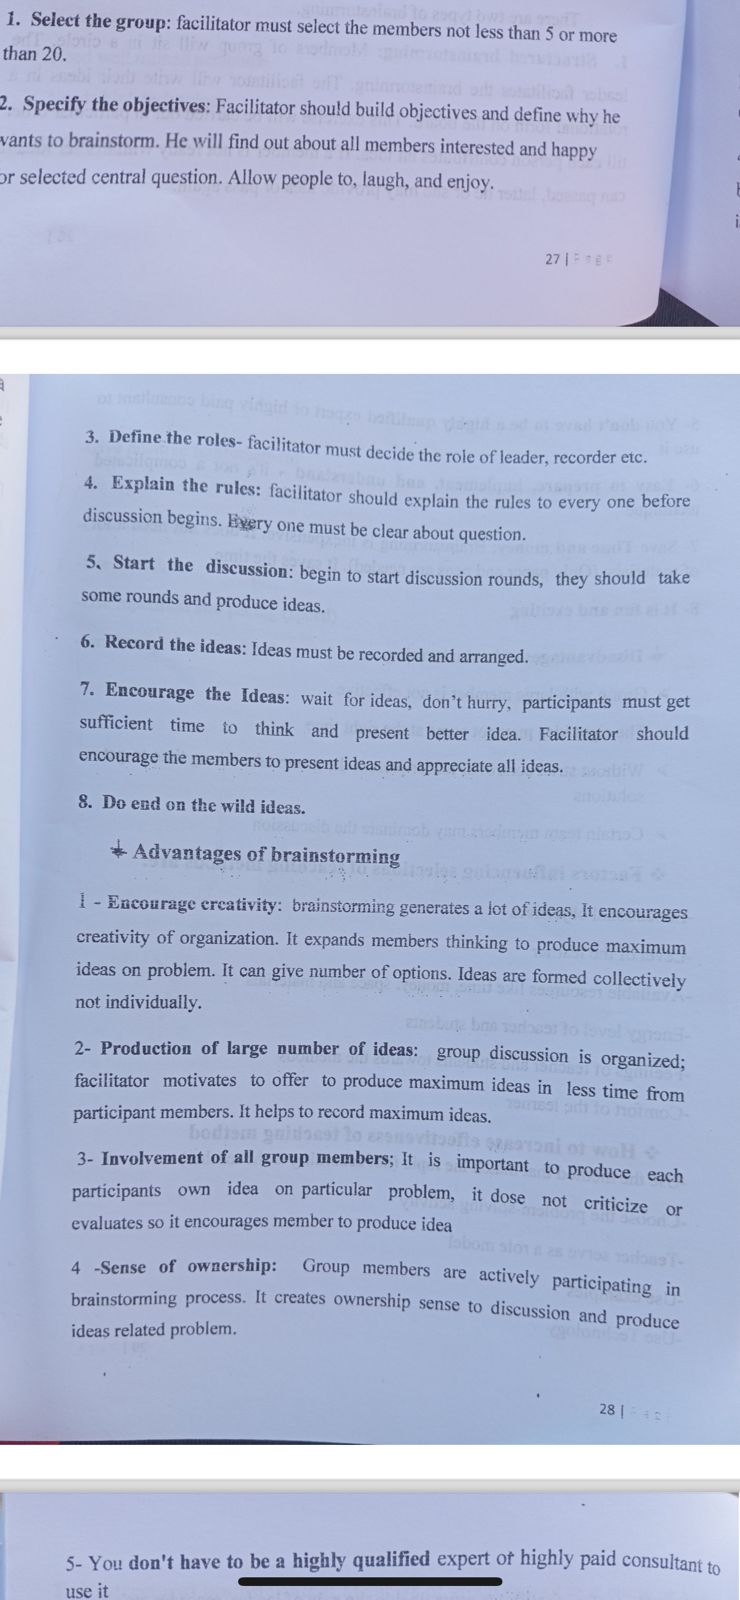 1. Select the group: facilitator must select the members not less than 5 or more
than 20.
2. Specify the objectives: Facilitator should build objectives and define why he
wants to brainstorm. He will find out about all members interested and happy
or selected central question. Allow people to, laugh, and enjoy.
27 | Page
3. Define the roles- facilitator must decide the role of leader, recorder etc.
4. Explain the rules: facilitator should explain the rules to every one before
discussion begins. Every one must be clear about question.
5. Start the discussion: begin to start discussion rounds, they should take
some rounds and produce ideas.
6. Record the ideas: Ideas must be recorded and arranged.
7. Encourage the Ideas: wait for ideas, don't hurry, participants must get
sufficient time to think and present better idea. Facilitator should
encourage the members to present ideas and appreciate all ideas.
8. Do end on the wild ideas.
Advantages of brainstorming
1 - Encourage creativity: brainstorming generates a lot of ideas, It encourages
creativity of organization. It expands members thinking to produce maximum
ideas on problem. It can give number of options. Ideas are formed collectively
not individually.
2- Production of large number of ideas: group discussion is organized;
facilitator motivates to offer to produce maximum ideas in less time from
participant members. It helps to record maximum ideas.
3- Involvement of all group members; It is important to produce each
participants own idea on particular problem, it dose not criticize or
evaluates so it encourages member to produce idea
4 -Sense of ownership: Group members are actively participating in
brainstorming process. It creates ownership sense to discussion and produce
ideas related problem.
28 |
5- You don't have to be a highly qualified expert or highly paid consultant to
use it